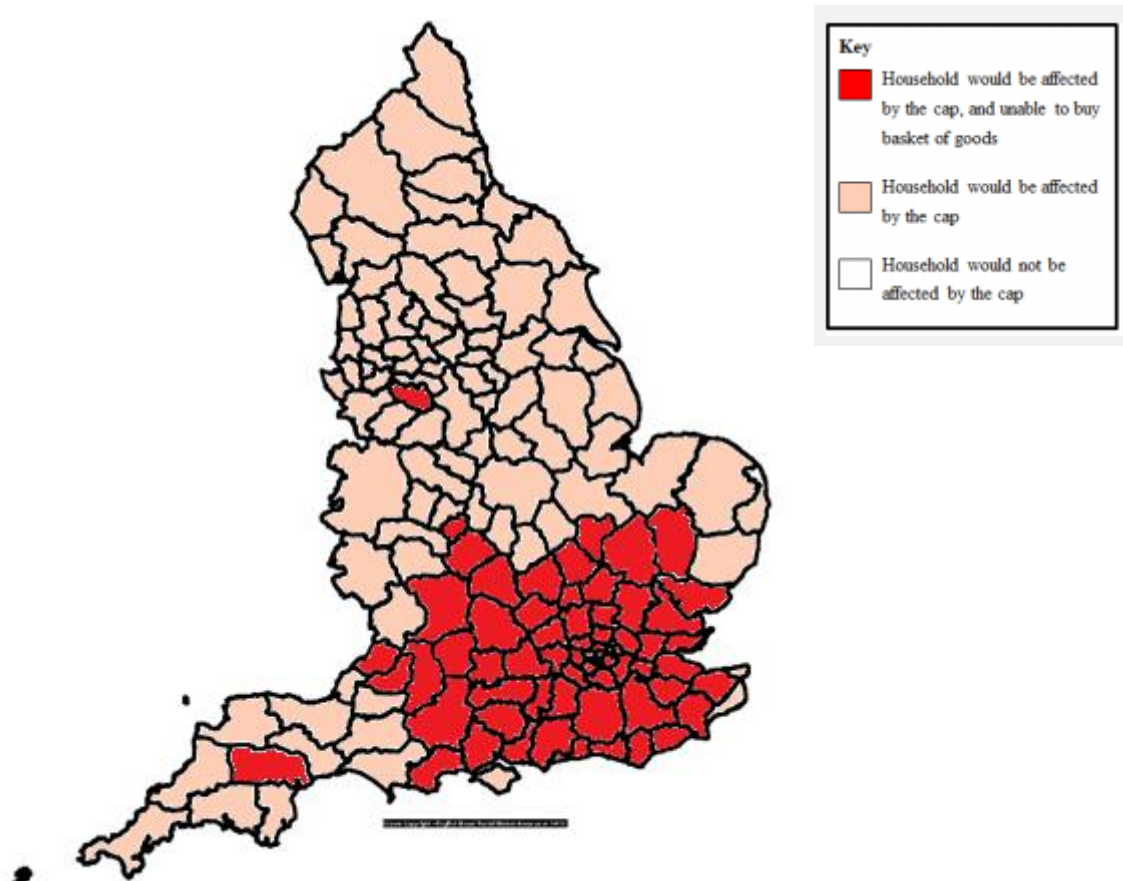 Key
Household would be affected
by the cap, and unable to buy
basket of goods
Household would be affected
by the cap
Household would not be
affected by the cap